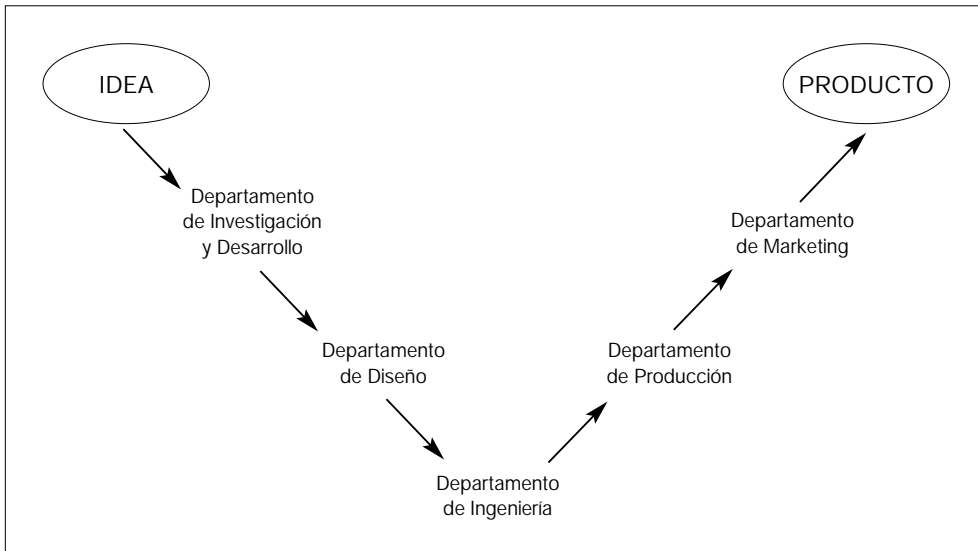 IDEA
Departamento
de Investigación
y Desarrollo
Departamento
de Diseño
Departamento
de Ingeniería
Departamento
de Producción
Departamento
de Marketing
PRODUCTO